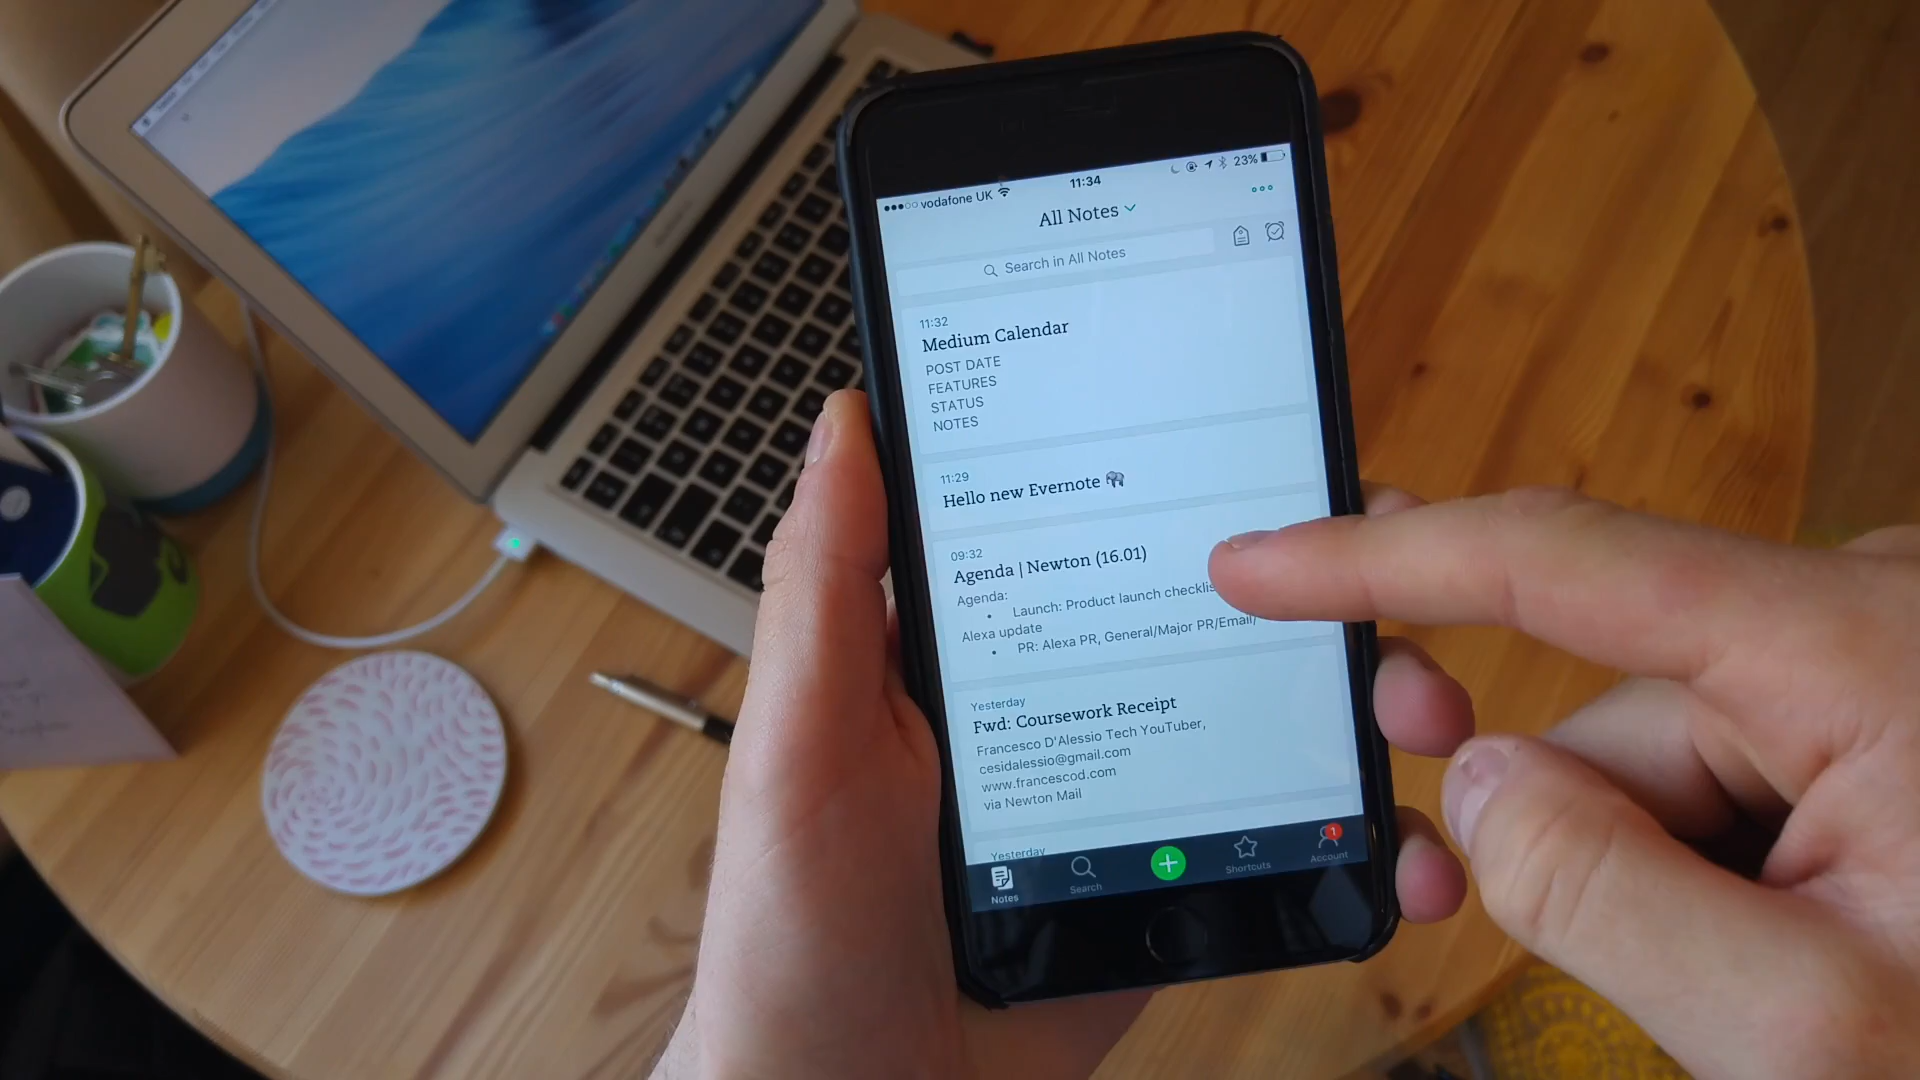 vodafone UK 11:34 23%
All Notes
Search in All Notes
11:32
Medium Calendar
POST DATE
FEATURES
STATUS
NOTES
11:29
Hello new Evernote
09:32
Agenda | Newton (16.01)
Agenda:
• Launch: Product launch checklis
Alexa update
• PR: Alexa PR, General/Major PR/Email/
Yesterday
Fwd: Coursework Receipt
Francesco D'Alessio Tech YouTuber,
cesidalessio@gmail.com
www.francescod.com
via Newton Mail
Yesterday
Notes Search Shortcuts Account 1